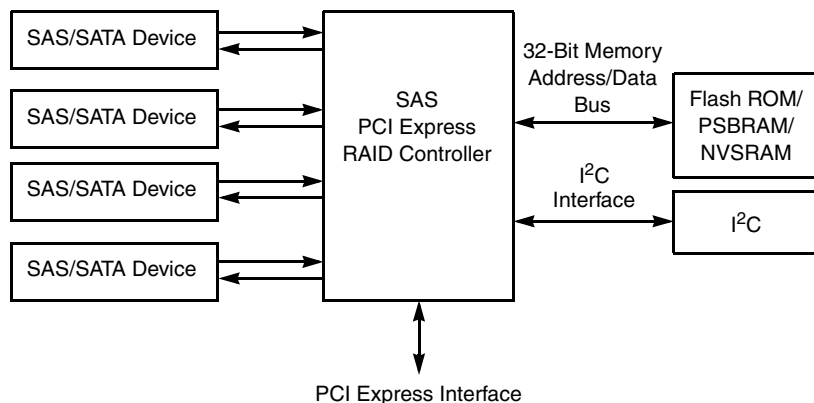 SAS/SATA Device
SAS/SATA Device
SAS/SATA Device
SAS/SATA Device
SAS
PCI Express
RAID Controller
32-Bit Memory
Address/Data
Bus
I²C
Interface
Flash ROM/
PSBRAM/
NVSRAM
I²C
PCI Express Interface